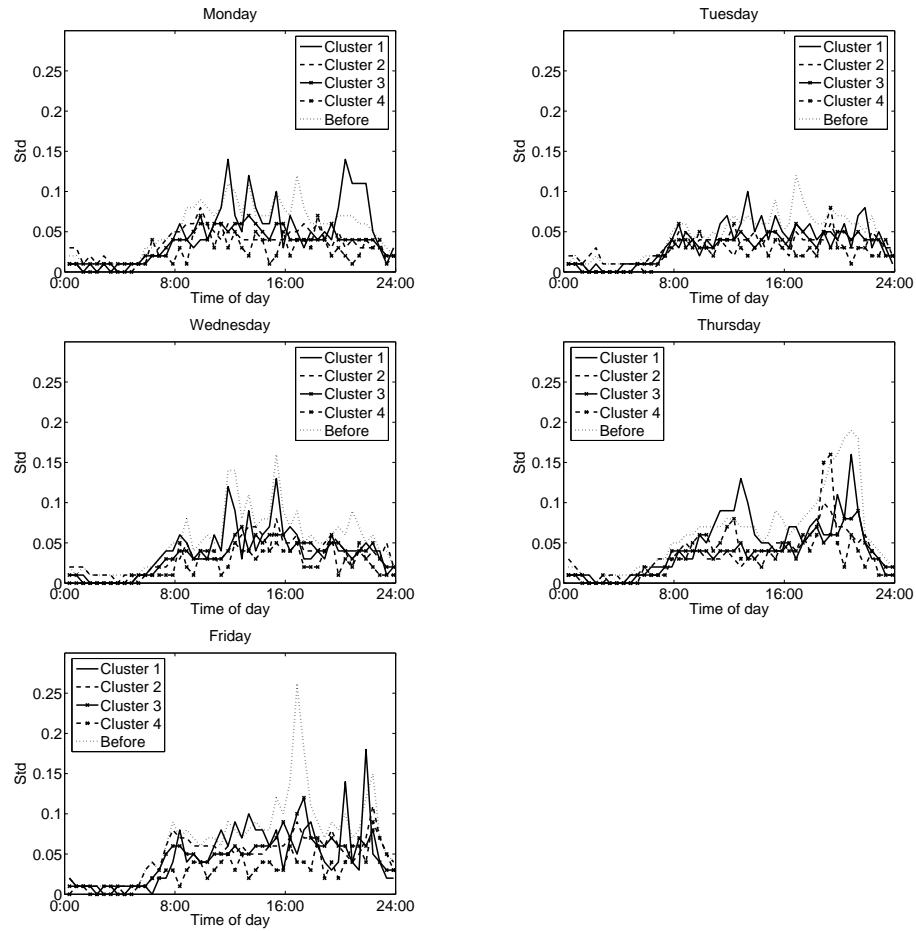 Monday
Std
0.25
0.2
0.15
0.1
0.05
0
0:00
8:00
16:00
24:00
Time of day
Cluster 1
Cluster 2
Cluster 3
Cluster 4
Before
Tuesday
Std
0.25
0.2
0.15
0.1
0.05
0
0:00
8:00
16:00
24:00
Time of day
Cluster 1
Cluster 2
Cluster 3
Cluster 4
Before
Wednesday
Std
0.25
0.2
0.15
0.1
0.05
0
0:00
8:00
16:00
24:00
Time of day
Cluster 1
Cluster 2
Cluster 3
Cluster 4
Before
Thursday
Std
0.25
0.2
0.15
0.1
0.05
0
0:00
8:00
16:00
24:00
Time of day
Cluster 1
Cluster 2
Cluster 3
Cluster 4
Before
Friday
Std
0.25
0.2
0.15
0.1
0.05
0
0:00
8:00
16:00
24:00
Time of day
Cluster 1
Cluster 2
Cluster 3
Cluster 4
Before